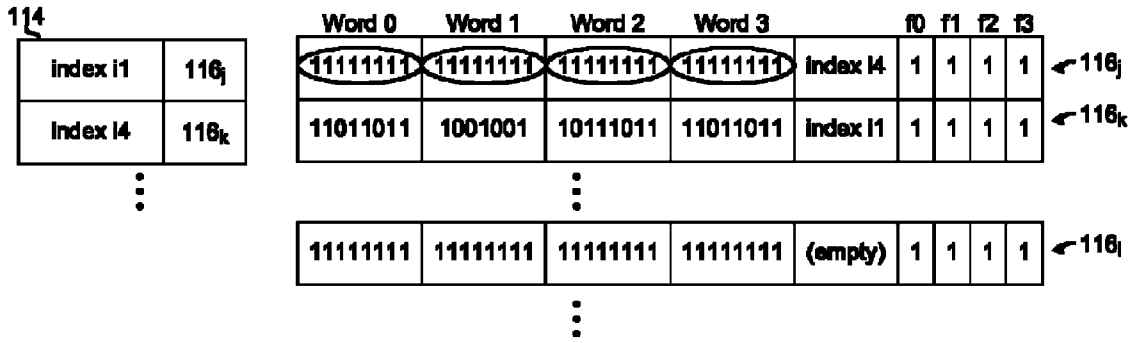 114
Word 0 Word 1 Word 2 Word 3 f0 f1 f2 f3
index i1 116j 11111111 11111111 11111111 11111111 index i4 1 1 1 1 116j
index i4 116k 11011011 1001001 10111011 11011011 index i1 1 1 1 1 116k
11111111 11111111 11111111 11111111 (empty) 1 1 1 1 116l